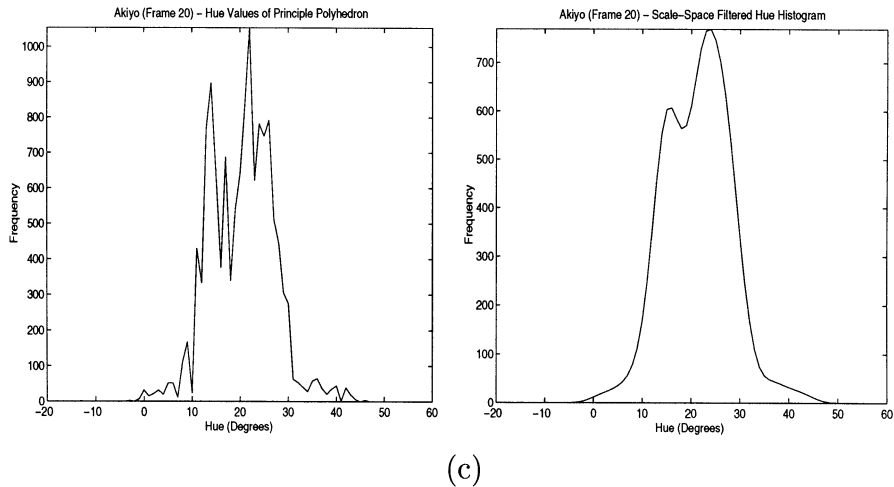 Akiyo (Frame 20) – Hue Values of Principle Polyhedron
1000
900
800
700
600
500
400
300
200
100
0
Frequency
−20 −10 0 10 20 30 40 50 60
Hue (Degrees)
Akiyo (Frame 20) – Scale–Space Filtered Hue Histogram
700
600
500
400
300
200
100
0
Frequency
−20 −10 0 10 20 30 40 50 60
Hue (Degrees)
(c)